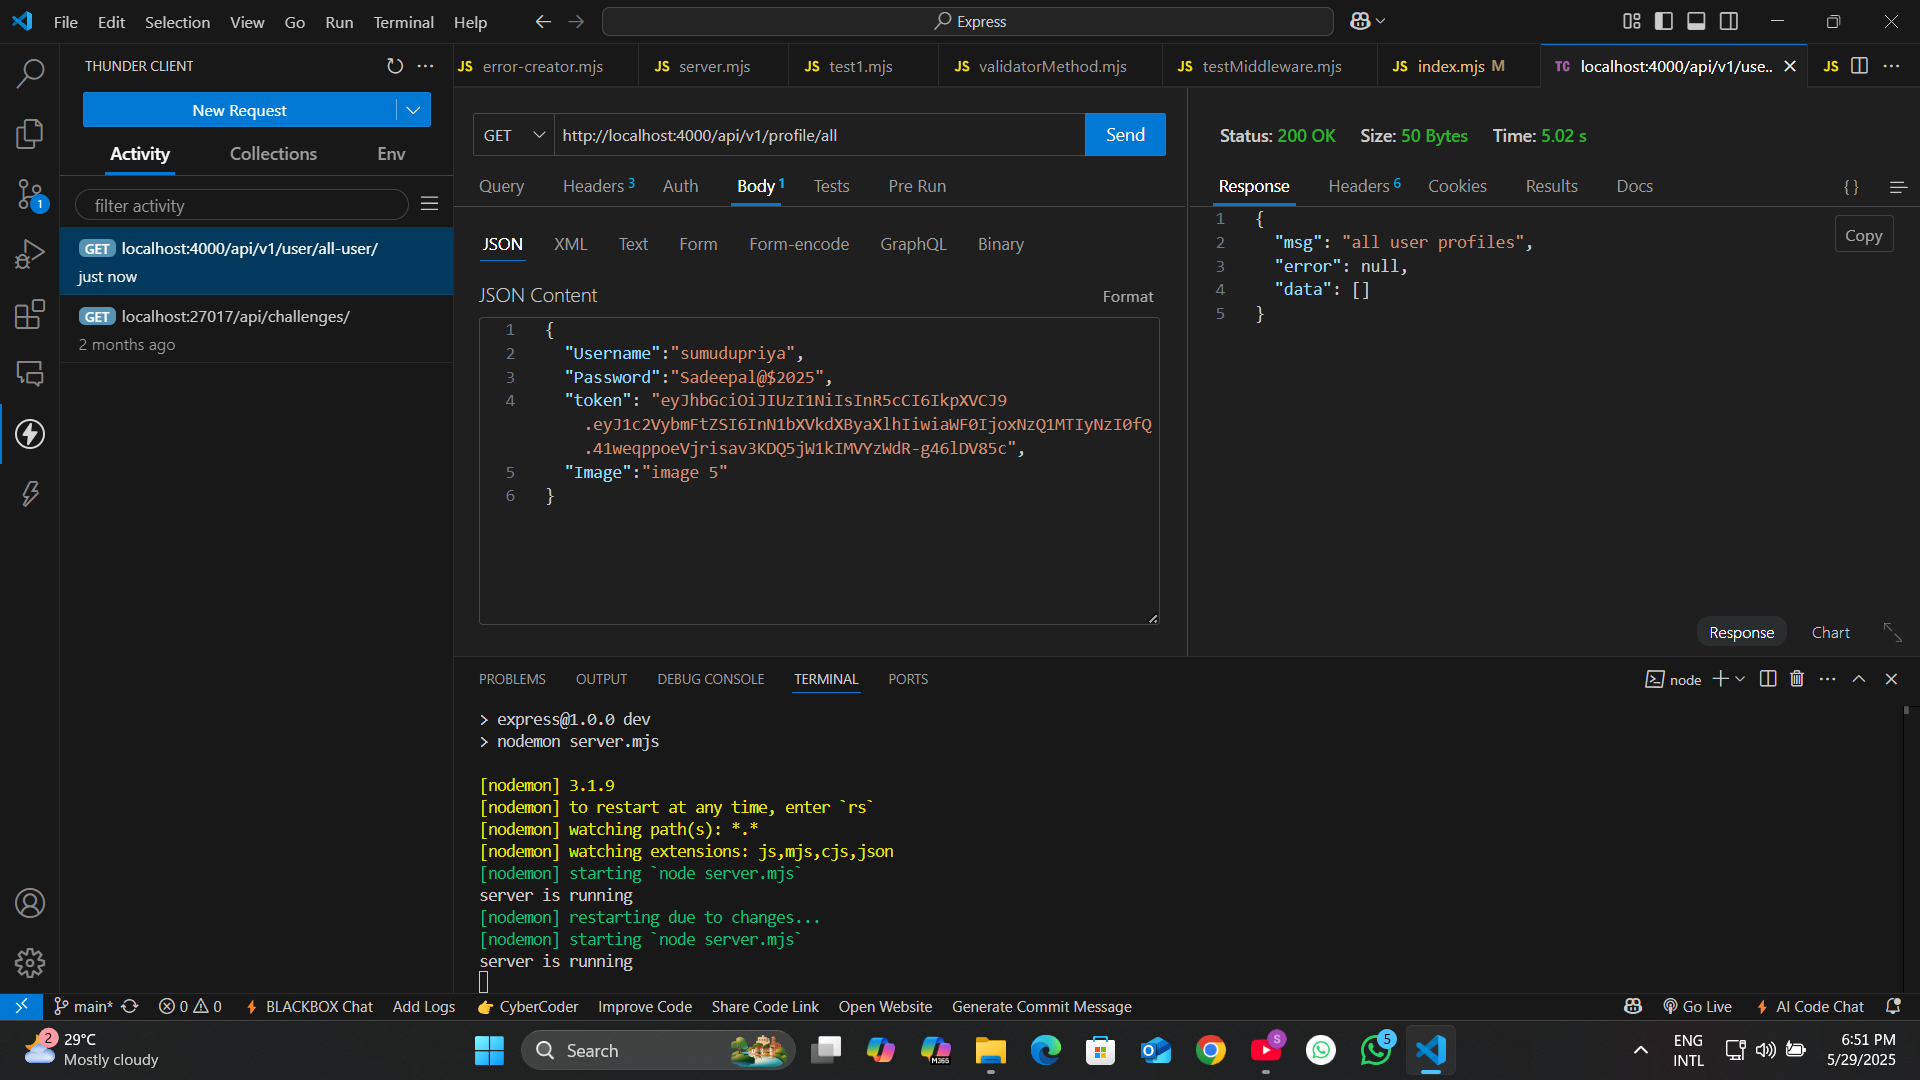 File Edit Selection View Go Run Terminal Help
Express
THUNDER CLIENT
New Request
Activity Collections Env
filter activity
GET localhost:4000/api/v1/user/all-user/
just now
GET localhost:27017/api/challenges/
2 months ago
1
JS error-creator.mjs JS server.mjs JS test1.mjs JS validatorMethod.mjs JS testMiddleware.mjs JS index.mjs M TC localhost:4000/api/v1/use.. JS
GET http://localhost:4000/api/v1/profile/all Send
Query Headers 3 Auth Body 1 Tests Pre Run
JSON XML Text Form Form-encode GraphQL Binary
JSON Content Format
1 {
2 "Username":"sumudupriya",
3 "Password":"Sadeepal@$2025",
4 "token": "eyJhbGciOiJIUzI1NiIsInR5cCI6IkpXVCJ9
.eyJ1c2VybmFtZSI6InN1bXVkdXByaXlhIiwiaWF0IjoxNzQ1MTIyNzI0fQ
.41weqppoeVjrisav3KDQ5jW1kIMVYzWdR-g46lDV85c",
5 "Image":"image 5"
6 }
Status: 200 OK Size: 50 Bytes Time: 5.02 s
Response Headers 6 Cookies Results Docs {}
1 {
2 "msg": "all user profiles",
3 "error": null,
4 "data": []
5 }
Copy
Response Chart
PROBLEMS OUTPUT DEBUG CONSOLE TERMINAL PORTS
node
> express@1.0.0 dev
> nodemon server.mjs
[nodemon] 3.1.9
[nodemon] to restart at any time, enter `rs`
[nodemon] watching path(s): *.*
[nodemon] watching extensions: js,mjs,cjs,json
[nodemon] starting `node server.mjs`
server is running
[nodemon] restarting due to changes...
[nodemon] starting `node server.mjs`
server is running
main* 0 0 BLACKBOX Chat Add Logs CyberCoder Improve Code Share Code Link Open Website Generate Commit Message Go Live AI Code Chat
2 29°C
Mostly cloudy
Search
M365
S
5
ENG
INTL
6:51 PM
5/29/2025